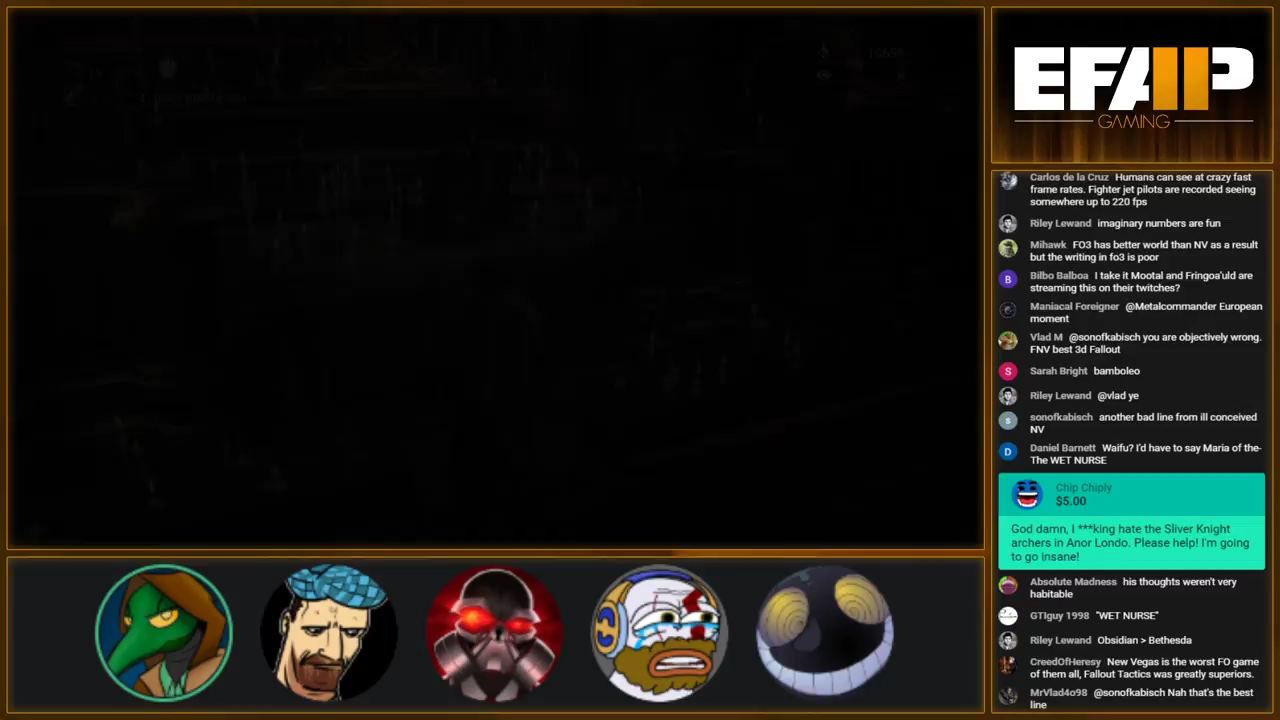 EFAP
GAMING
Carlos de la Cruz Humans can see at crazy fast
frame rates. Fighter jet pilots are recorded seeing
somewhere up to 220 fps
Riley Lewand imaginary numbers are fun
Mihawk FO3 has better world than NV as a result
but the writing in fo3 is poor
B
Bilbo Balboa I take it Mootal and Fringoa'uld are
streaming this on their twitches?
Maniacal Foreigner @Metalcommander European
moment
Vlad M @sonofkabisch you are objectively wrong.
FNV best 3d Fallout
S
Sarah Bright bamboleo
Riley Lewand @vlad ye
s
sonofkabisch another bad line from ill conceived
NV
D
Daniel Barnett Waifu? I'd have to say Maria of the-
The WET NURSE
Chip Chiply
$5.00
God damn, I ***king hate the Sliver Knight
archers in Anor Londo. Please help! I'm going
to go insane!
Absolute Madness his thoughts weren't very
habitable
GTIguy 1998 "WET NURSE"
Riley Lewand Obsidian > Bethesda
CreedOfHeresy New Vegas is the worst FO game
of them all, Fallout Tactics was greatly superiors.
MrVlad4o98 @sonofkabisch Nah that's the best
line